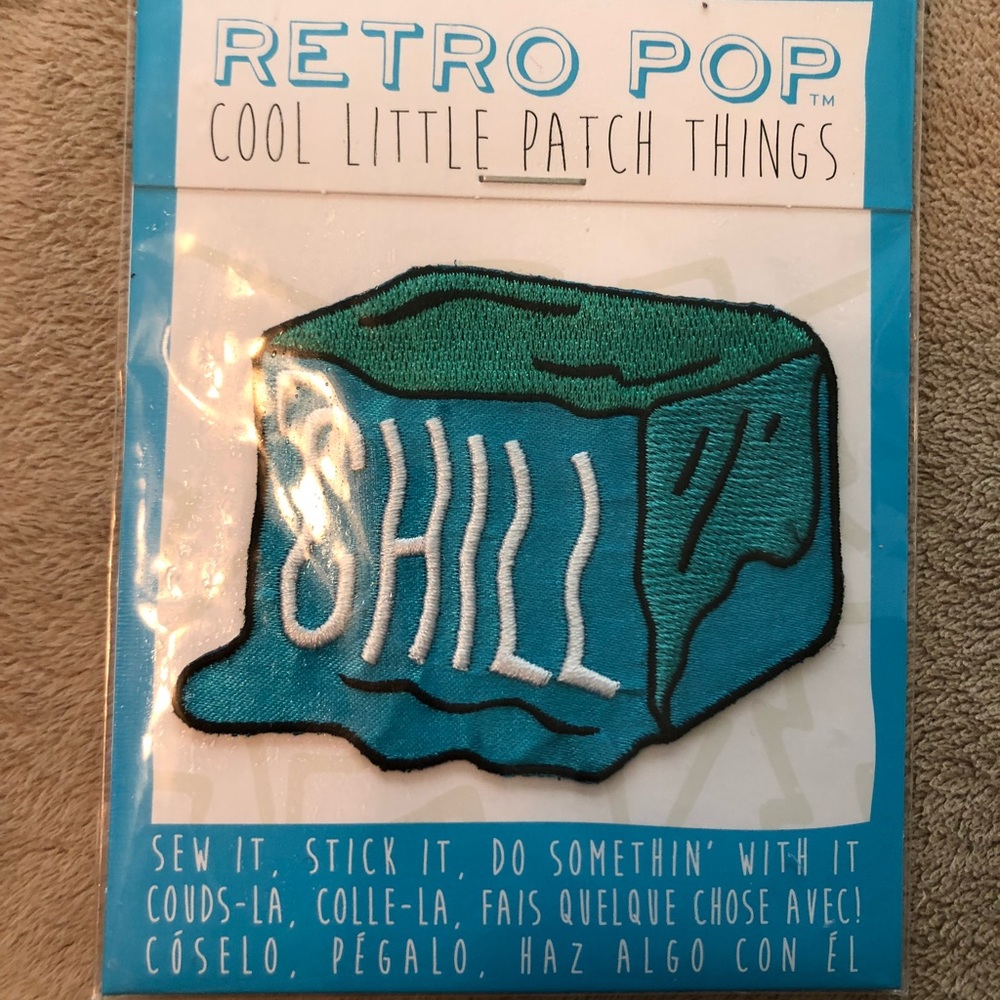 RETRO POP™
COOL LITTLE PATCH THINGS
CHILL
SEW IT, STICK IT, DO SOMETHIN' WITH IT
COUDS-LA, COLLE-LA, FAIS QUELQUE CHOSE AVEC!
CÓSELO, PÉGALO, HAZ ALGO CON ÉL